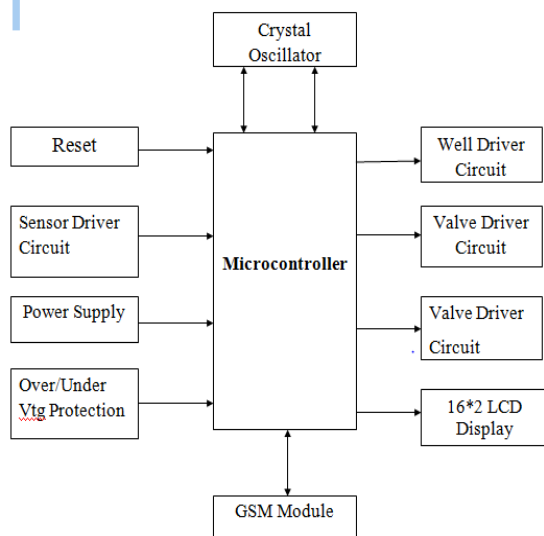 Crystal
Oscillator
Reset
Sensor Driver
Circuit
Power Supply
Over/Under
Vtg Protection
Microcontroller
Well Driver
Circuit
Valve Driver
Circuit
Valve Driver
Circuit
16*2 LCD
Display
GSM Module